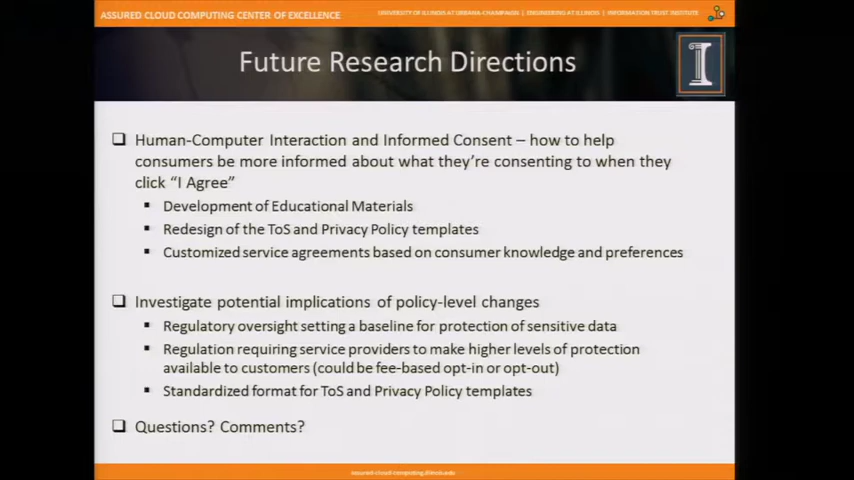 ASSURED CLOUD COMPUTING CENTER OF EXCELLENCE
UNIVERSITY OF ILLINOIS AT URBANA-CHAMPAIGN | ENGINEERING AT ILLINOIS | INFORMATION TRUST INSTITUTE
Future Research Directions
Human-Computer Interaction and Informed Consent – how to help
consumers be more informed about what they're consenting to when they
click “I Agree”
Development of Educational Materials
Redesign of the ToS and Privacy Policy templates
Customized service agreements based on consumer knowledge and preferences
Investigate potential implications of policy-level changes
Regulatory oversight setting a baseline for protection of sensitive data
Regulation requiring service providers to make higher levels of protection
available to customers (could be fee-based opt-in or opt-out)
Standardized format for ToS and Privacy Policy templates
Questions? Comments?
assured-cloud-computing.illinois.edu